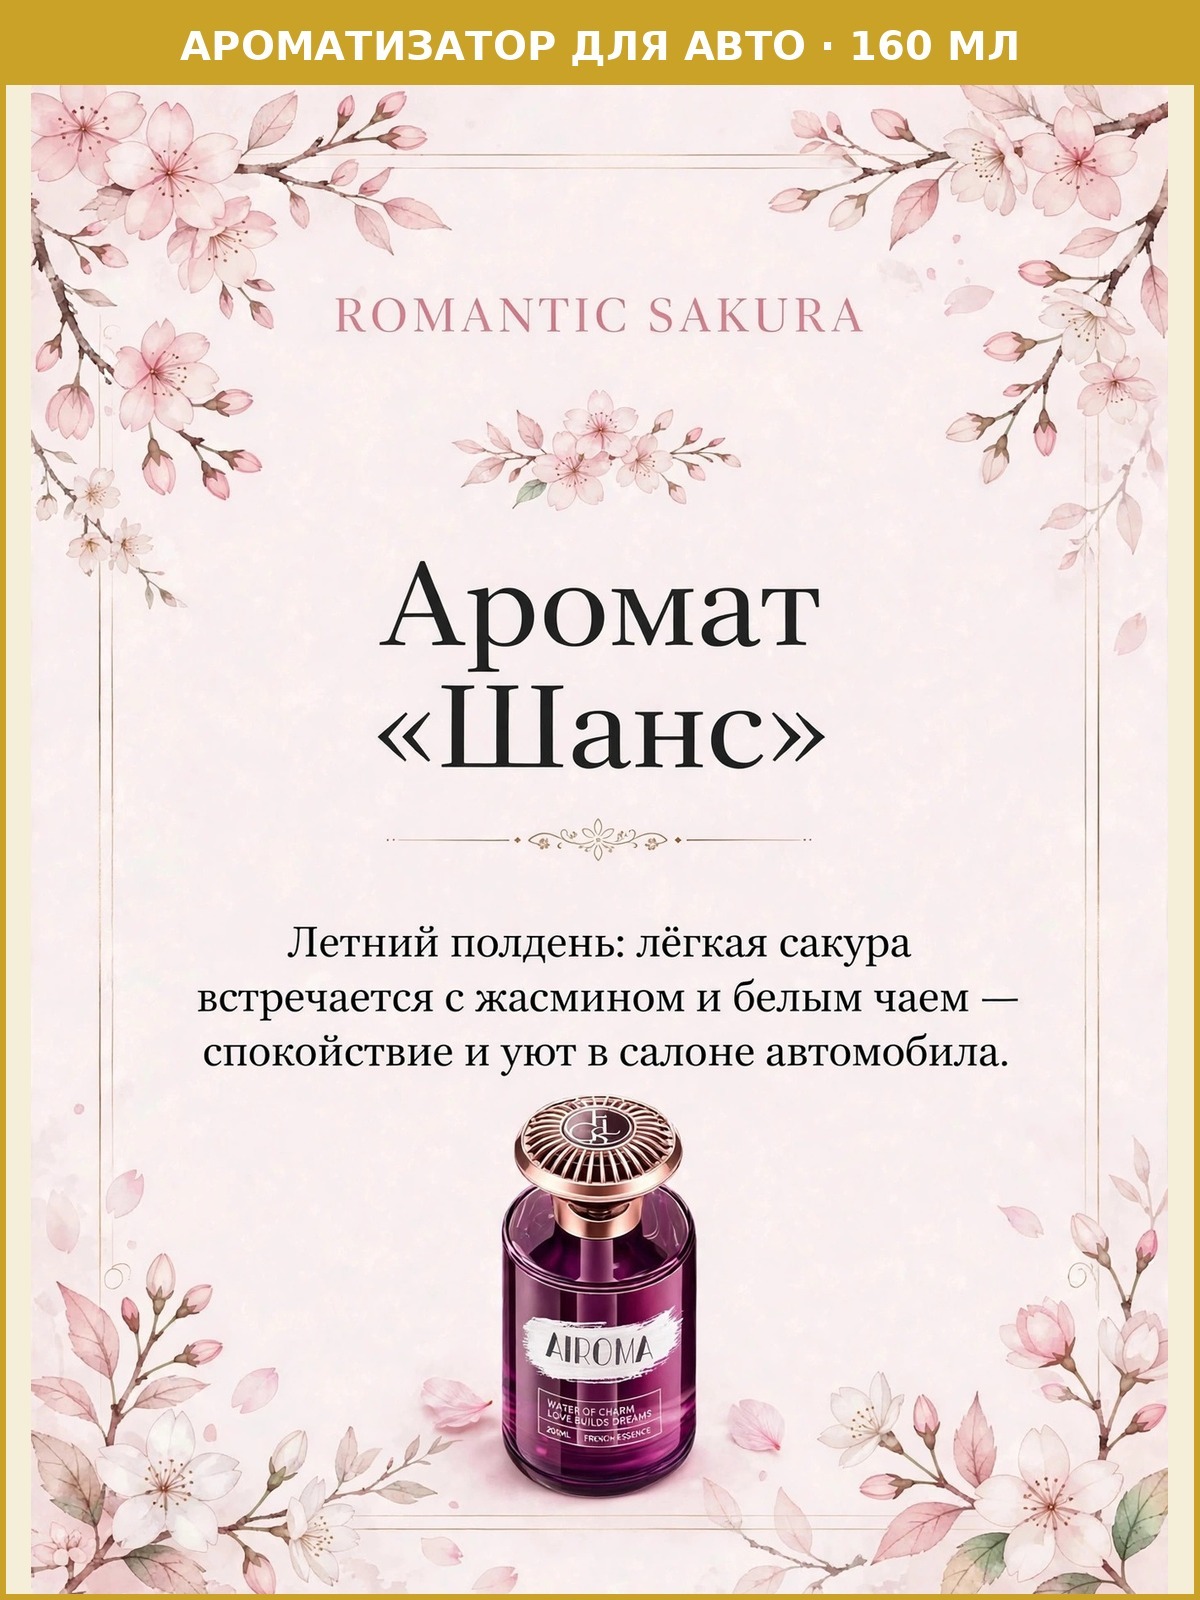 АРОМАТИЗАТОР ДЛЯ АВТО · 160 МЛ
ROMANTIC SAKURA
Аромат
«Шанс»
Летний полдень: лёгкая сакура
встречается с жасмином и белым чаем —
спокойствие и уют в салоне автомобила.
AIROMA
WATER OF CHARM
LOVE BUILDS DREAMS
200ML FRENCH ESSENCE